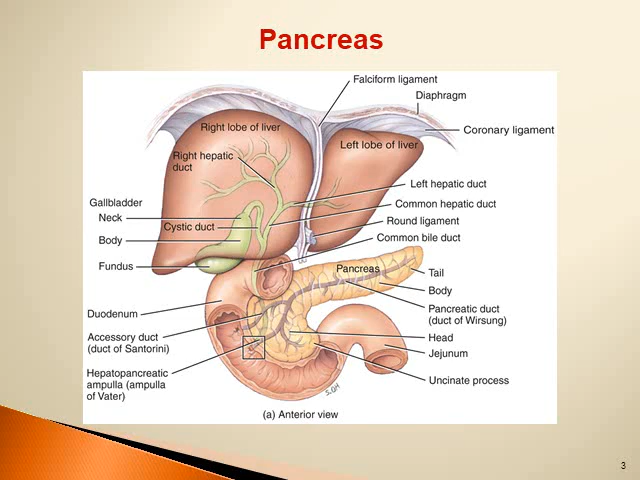 Pancreas
Falciform ligament
Diaphragm
Right lobe of liver
Coronary ligament
Left lobe of liver
Right hepatic
duct
Left hepatic duct
Gallbladder
Common hepatic duct
Neck
Round ligament
Cystic duct
Body
Common bile duct
Fundus
Pancreas
Tail
Body
Duodenum
Pancreatic duct
(duct of Wirsung)
Accessory duct
(duct of Santorini)
Head
Jejunum
Hepatopancreatic
ampulla (ampulla
of Vater)
Uncinate process
(a) Anterior view
3